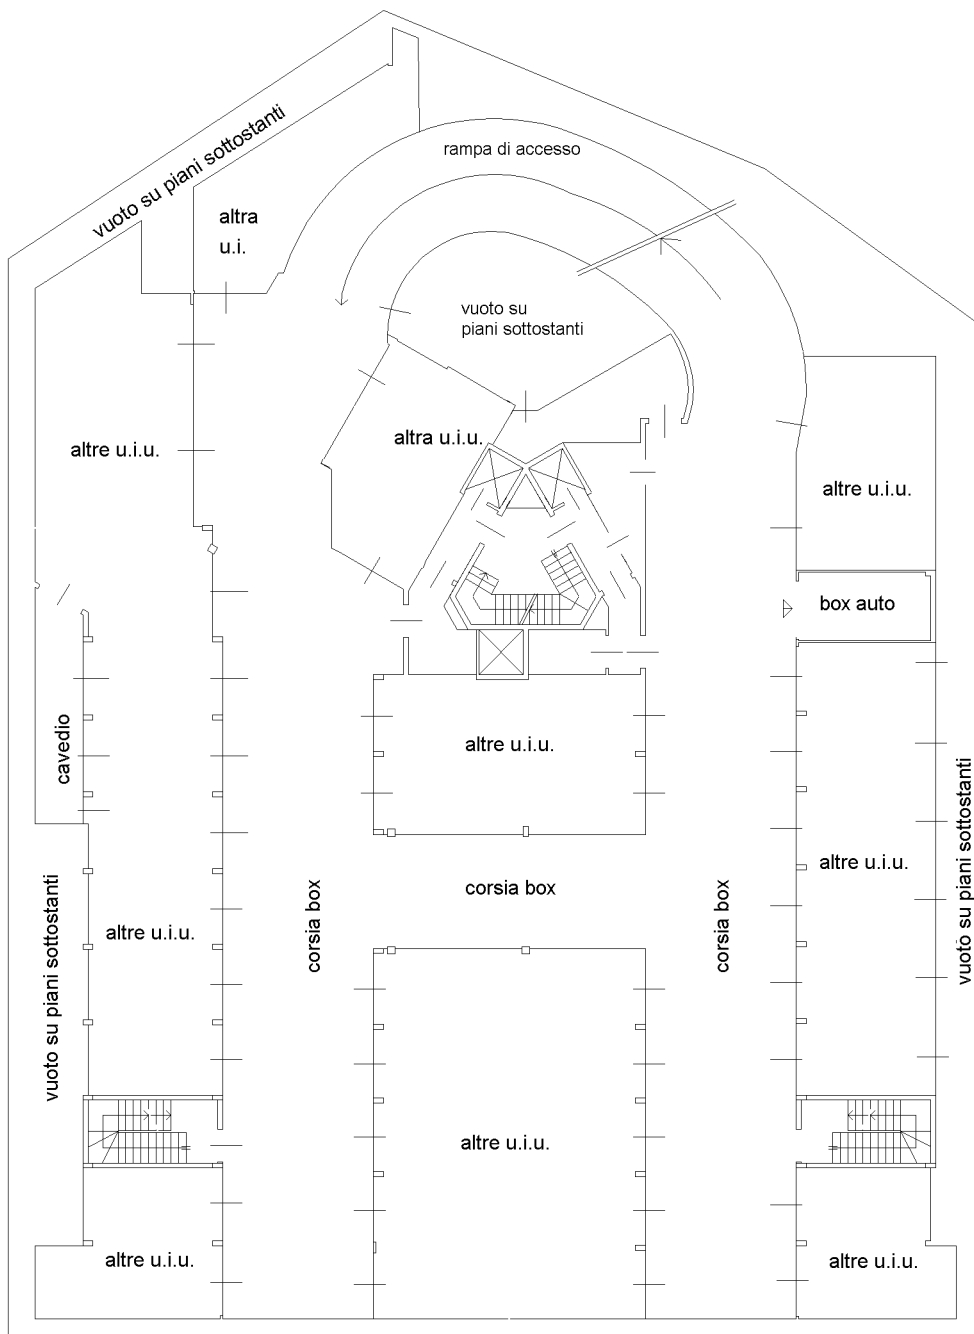 rampa di accesso
vuoto su piani sottostanti
altra
u.i.
vuoto su
piani sottostanti
altre u.i.u.
altra u.i.u.
altre u.i.u.
box auto
cavedio
altre u.i.u.
vuoto su piani sottostanti
altre u.i.u.
corsia box
corsia box
corsia box
altre u.i.u.
vuoto su piani sottostanti
altre u.i.u.
altre u.i.u.
altre u.i.u.